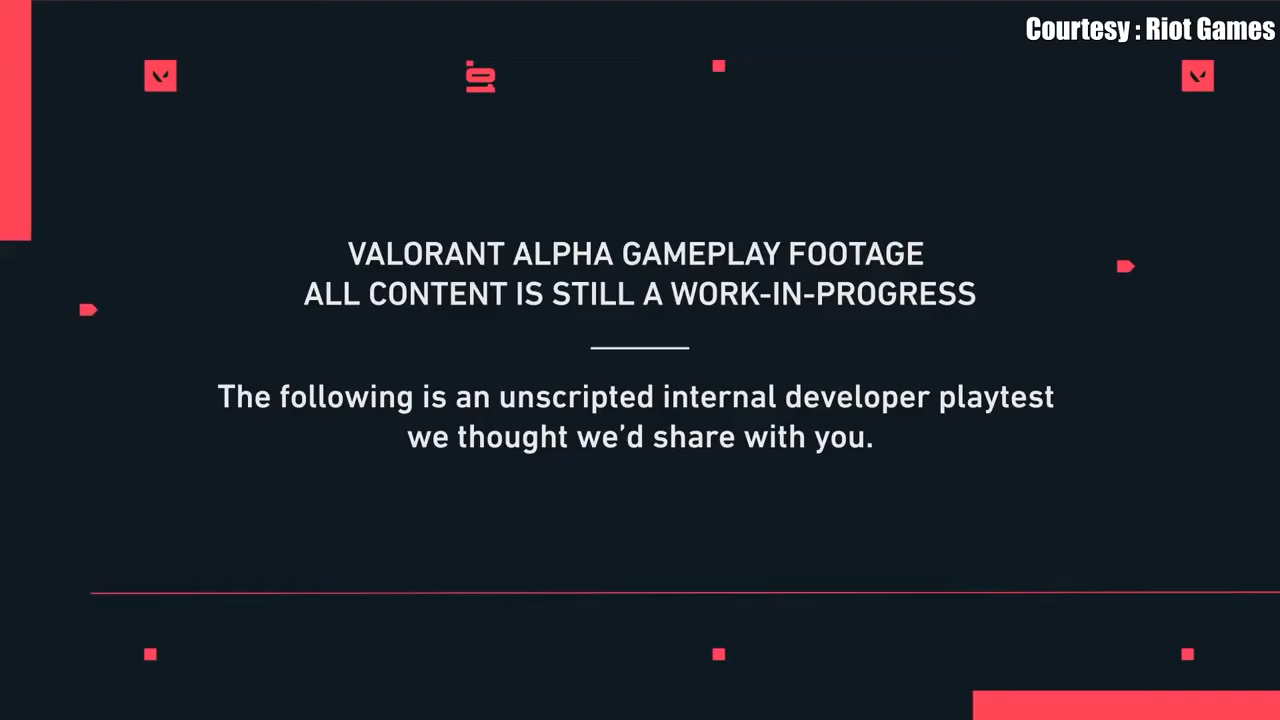 Courtesy : Riot Games
VALORANT ALPHA GAMEPLAY FOOTAGE
ALL CONTENT IS STILL A WORK-IN-PROGRESS
The following is an unscripted internal developer playtest
we thought we’d share with you.